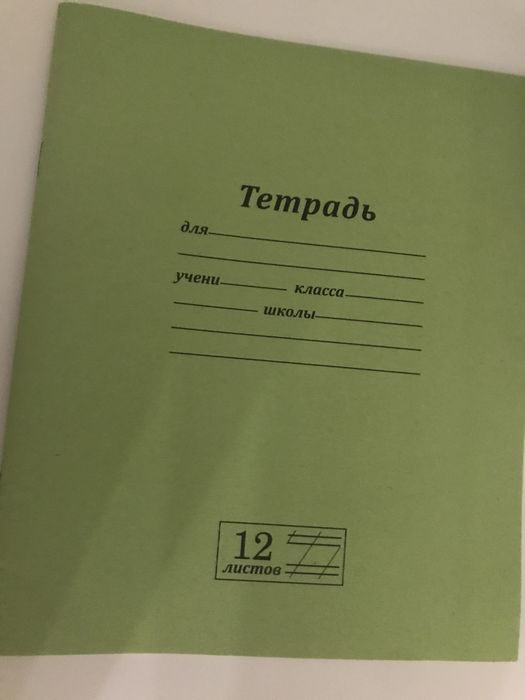 Тетрадь
для
учени класса
школы
12
листов